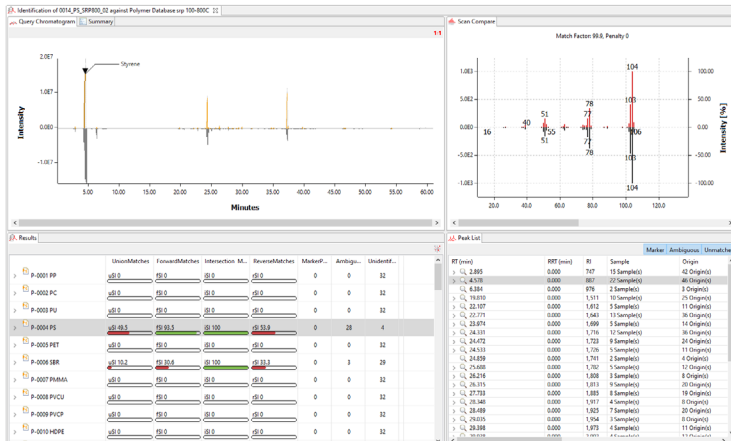 Identification of 0014_PS_SRP800_02 against Polymer Database srp 100-800C
Query Chromatogram Summary
1:1
2.0E7
1.0E7
0.0E0
-1.0E7
Styrene
Intensity
5.00 10.00 15.00 20.00 25.00 30.00 35.00 40.00 45.00 50.00 55.00 60.00
Minutes
Scan Compare
Match Factor: 99.9, Penalty 0
1.0E3
5.0E2
0.0E0
-5.0E2
-1.0E3
104
103
78
77
51
40
16
55
106
51
77
78
103
104
100.00
50.00
0.00
-50.00
-100.00
Intensity [%]
20.0 40.0 60.0 80.0 100.0 120.0
Results
UnionMatches ForwardMatches Intersection M... ReverseMatches MarkerP... Ambigu... Unidentif...
P-0001 PP uSI 0 fSI 0 iSI 0 rSI 0 0 0 32
P-0002 PC uSI 0 fSI 0 iSI 0 rSI 0 0 0 32
P-0003 PU uSI 0 fSI 0 iSI 0 rSI 0 0 0 32
P-0004 PS uSI 49.5 fSI 93.5 iSI 100 rSI 53.9 0 28 4
P-0005 PET uSI 0 fSI 0 iSI 0 rSI 0 0 0 32
P-0006 SBR uSI 10.2 fSI 30.6 iSI 100 rSI 33.3 0 3 29
P-0007 PMMA uSI 0 fSI 0 iSI 0 rSI 0 0 0 32
P-0008 PVCU uSI 0 fSI 0 iSI 0 rSI 0 0 0 32
P-0009 PVCP uSI 0 fSI 0 iSI 0 rSI 0 0 0 32
P-0010 HDPE uSI 0 fSI 0 iSI 0 rSI 0 0 0 32
Peak List
Marker Ambiguous Unmatche
RT (min) RRT (min) RI Sample Origin
2.895 0.000 747 15 Sample(s) 42 Origin(s)
4.578 0.000 887 22 Sample(s) 46 Origin(s)
6.384 0.000 976 2 Sample(s) 3 Origin(s)
19.810 0.000 1,511 10 Sample(s) 25 Origin(s)
22.107 0.000 1,612 5 Sample(s) 11 Origin(s)
22.771 0.000 1,643 13 Sample(s) 36 Origin(s)
23.974 0.000 1,699 5 Sample(s) 14 Origin(s)
24.331 0.000 1,716 12 Sample(s) 36 Origin(s)
24.472 0.000 1,723 9 Sample(s) 24 Origin(s)
24.533 0.000 1,726 5 Sample(s) 11 Origin(s)
24.859 0.000 1,741 2 Sample(s) 4 Origin(s)
25.688 0.000 1,782 5 Sample(s) 12 Origin(s)
26.216 0.000 1,808 3 Sample(s) 8 Origin(s)
26.315 0.000 1,813 9 Sample(s) 20 Origin(s)
27.733 0.000 1,885 8 Sample(s) 19 Origin(s)
28.348 0.000 1,917 4 Sample(s) 8 Origin(s)
28.489 0.000 1,925 7 Sample(s) 20 Origin(s)
29.035 0.000 1,954 3 Sample(s) 8 Origin(s)
29.398 0.000 1,973 4 Sample(s) 11 Origin(s)